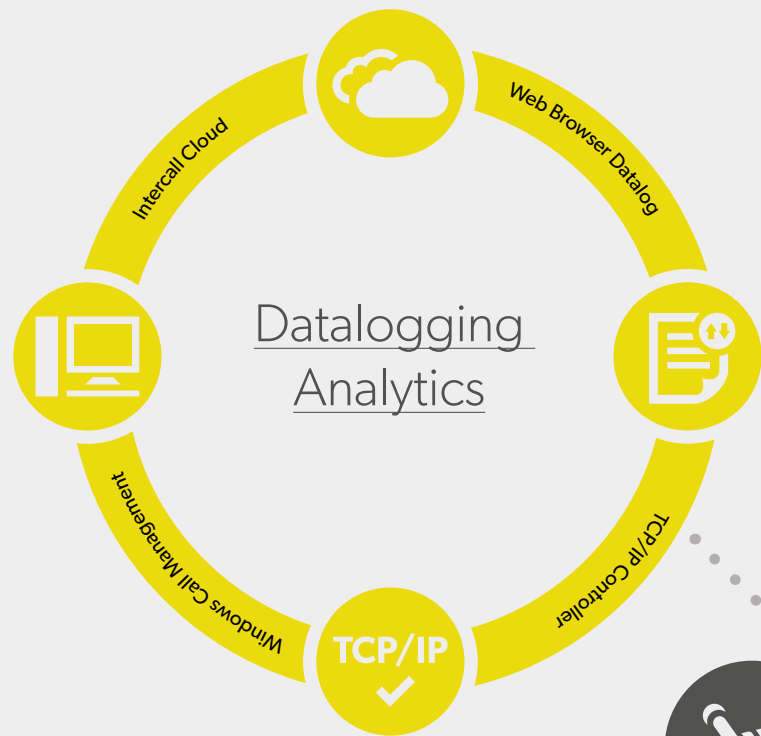 Intercall Cloud
Web Browser Datalog
Datalogging
Analytics
Windows Call Management
TCP/IP Controller
TCP/IP